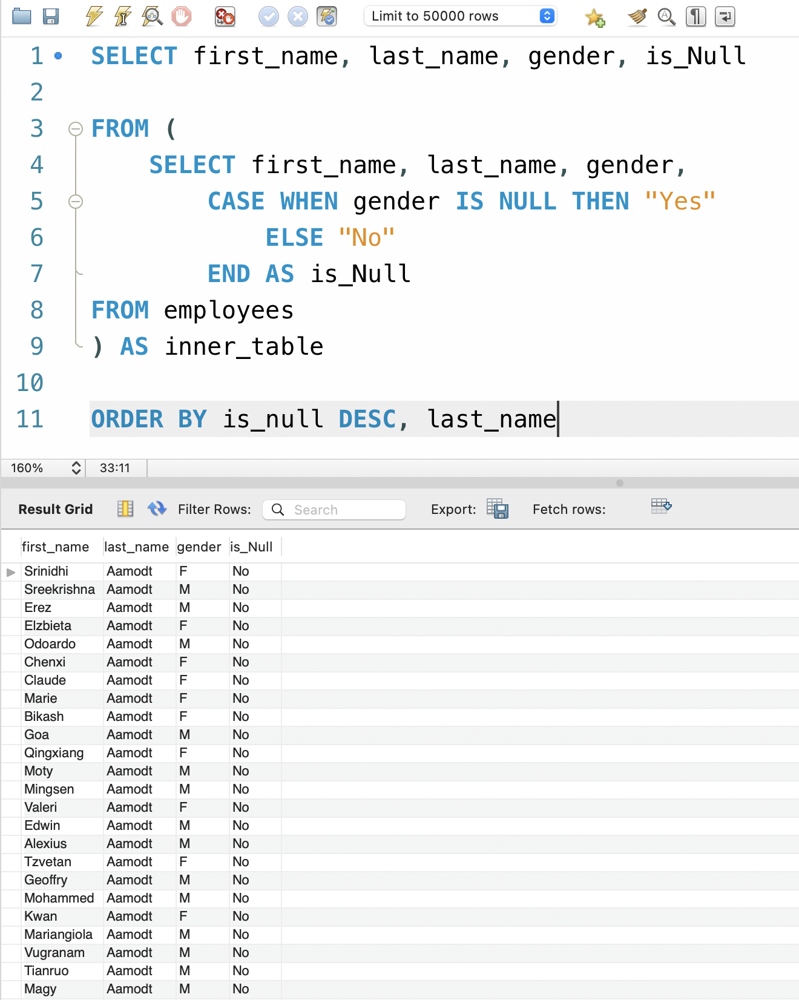 Limit to 50000 rows
1 SELECT first_name, last_name, gender, is_Null
2
3 FROM (
4 SELECT first_name, last_name, gender,
5 CASE WHEN gender IS NULL THEN "Yes"
6 ELSE "No"
7 END AS is_Null
8 FROM employees
9 ) AS inner_table
10
11 ORDER BY is_null DESC, last_name
160% 33:11
Result Grid Filter Rows: Search Export: Fetch rows:
first_name last_name gender is_Null
Srinidhi Aamodt F No
Sreekrishna Aamodt M No
Erez Aamodt M No
Elzbieta Aamodt F No
Odoardo Aamodt M No
Chenxi Aamodt F No
Claude Aamodt F No
Marie Aamodt F No
Bikash Aamodt F No
Goa Aamodt M No
Qingxiang Aamodt F No
Moty Aamodt M No
Mingsen Aamodt M No
Valeri Aamodt F No
Edwin Aamodt M No
Alexius Aamodt M No
Tzvetan Aamodt F No
Geoffry Aamodt M No
Mohammed Aamodt M No
Kwan Aamodt F No
Mariangiola Aamodt M No
Vugranam Aamodt M No
Tianruo Aamodt M No
Magy Aamodt M No